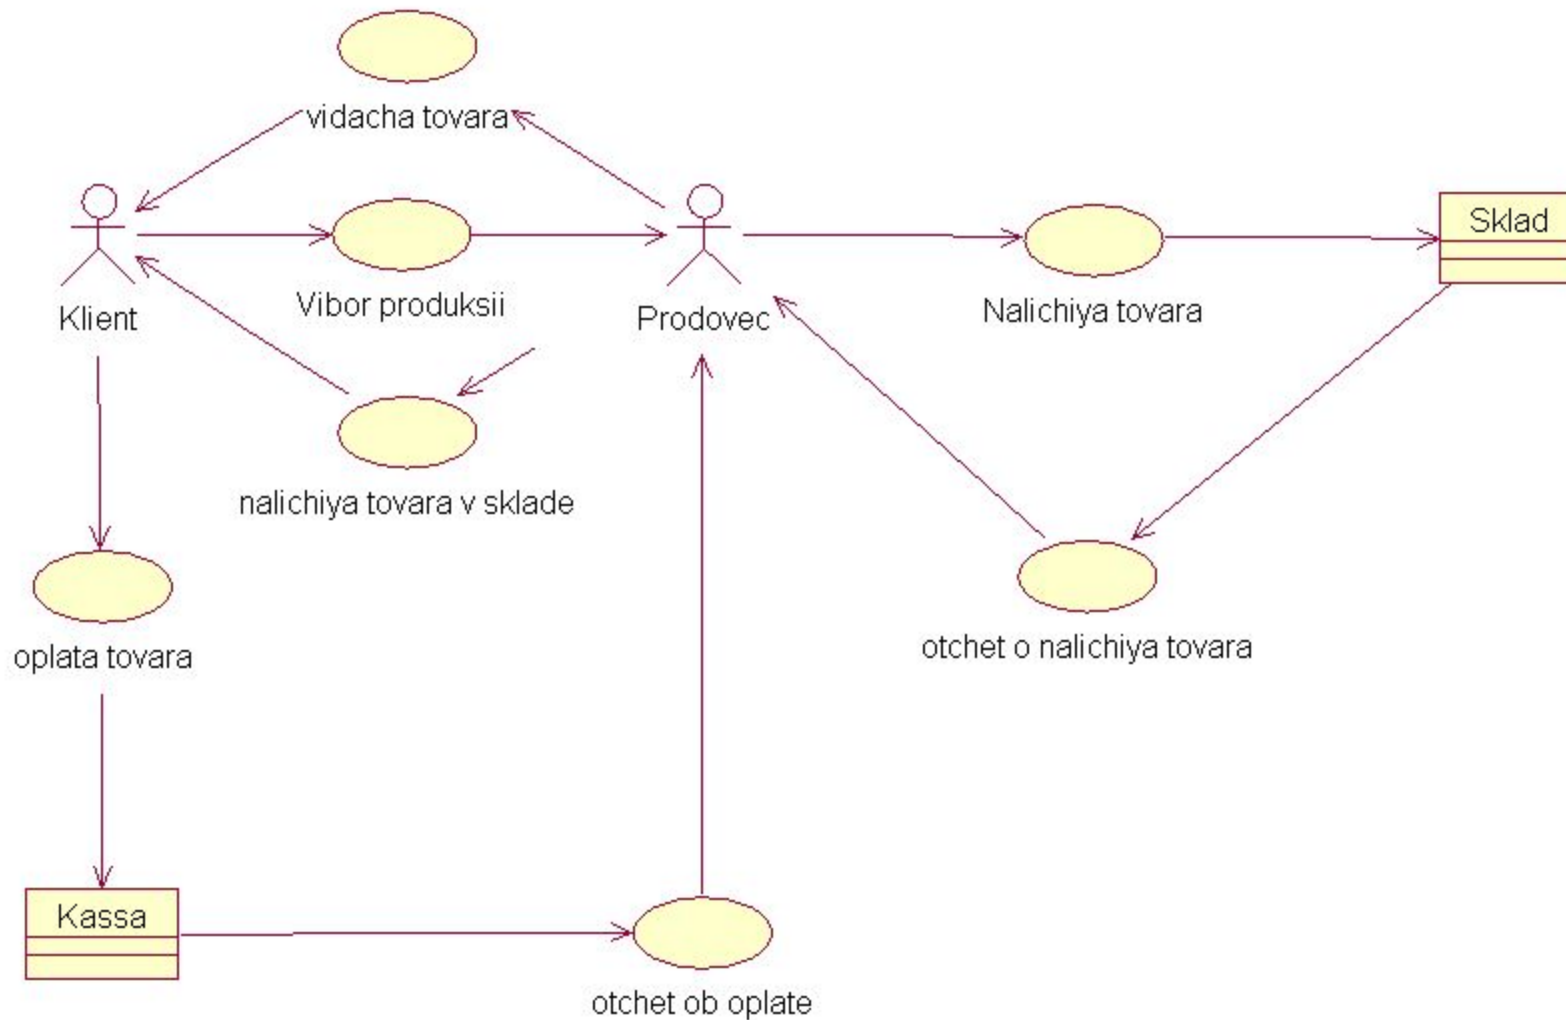 vidacha tovara
Sklad
Vibor produksii
Klient
Prodovec
Nalichiya tovara
nalichiya tovara v sklade
oplata tovara
otchet o nalichiya tovara
Kassa
otchet ob oplate